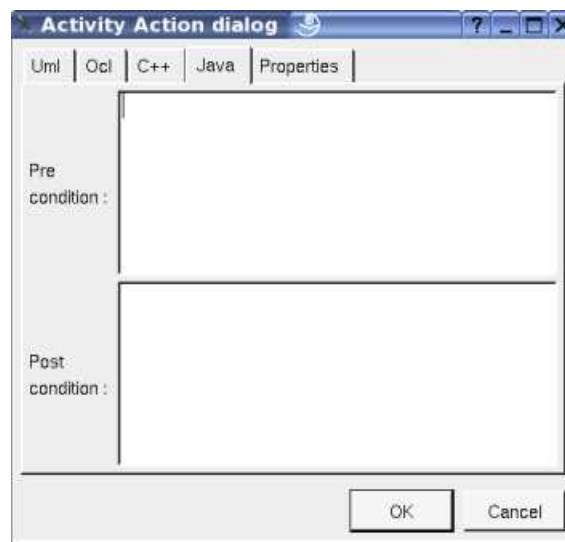 Activity Action dialog
Uml Ocl C++ Java Properties
Pre
condition :
Post
condition :
OK Cancel